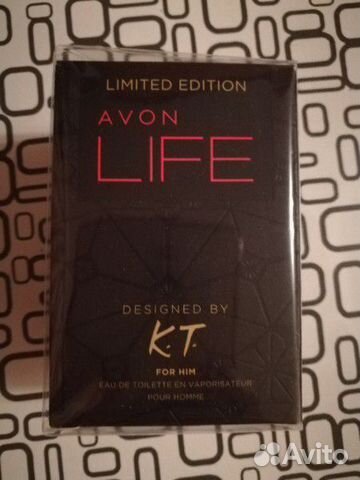 LIMITED EDITION
AVON
LIFE
DESIGNED BY
K.T.
FOR HIM
EAU DE TOILETTE EN VAPORISATEUR
POUR HOMME
Avito